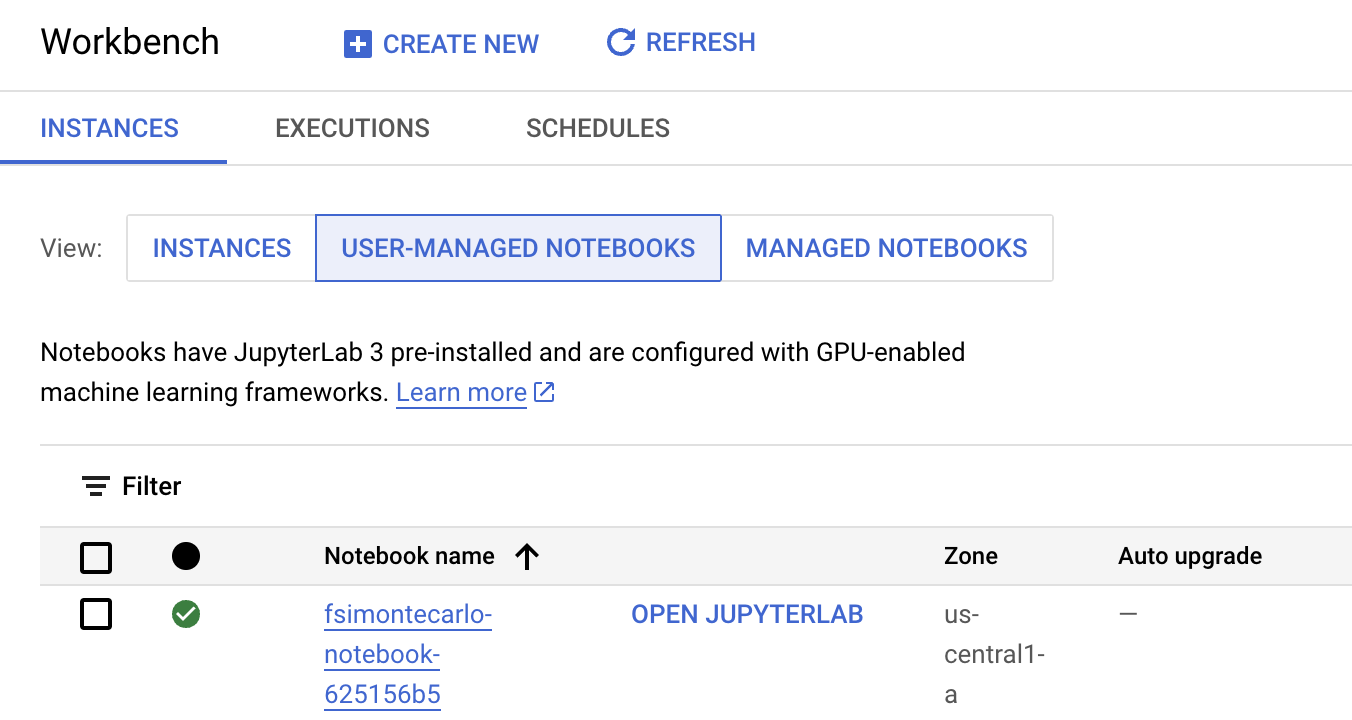 Workbench CREATE NEW REFRESH
INSTANCES EXECUTIONS SCHEDULES
View: INSTANCES USER-MANAGED NOTEBOOKS MANAGED NOTEBOOKS
Notebooks have JupyterLab 3 pre-installed and are configured with GPU-enabled
machine learning frameworks. Learn more
Filter
Notebook name Zone Auto upgrade
fsimontecarlo- OPEN JUPYTERLAB us- —
notebook- central1-
625156b5 a